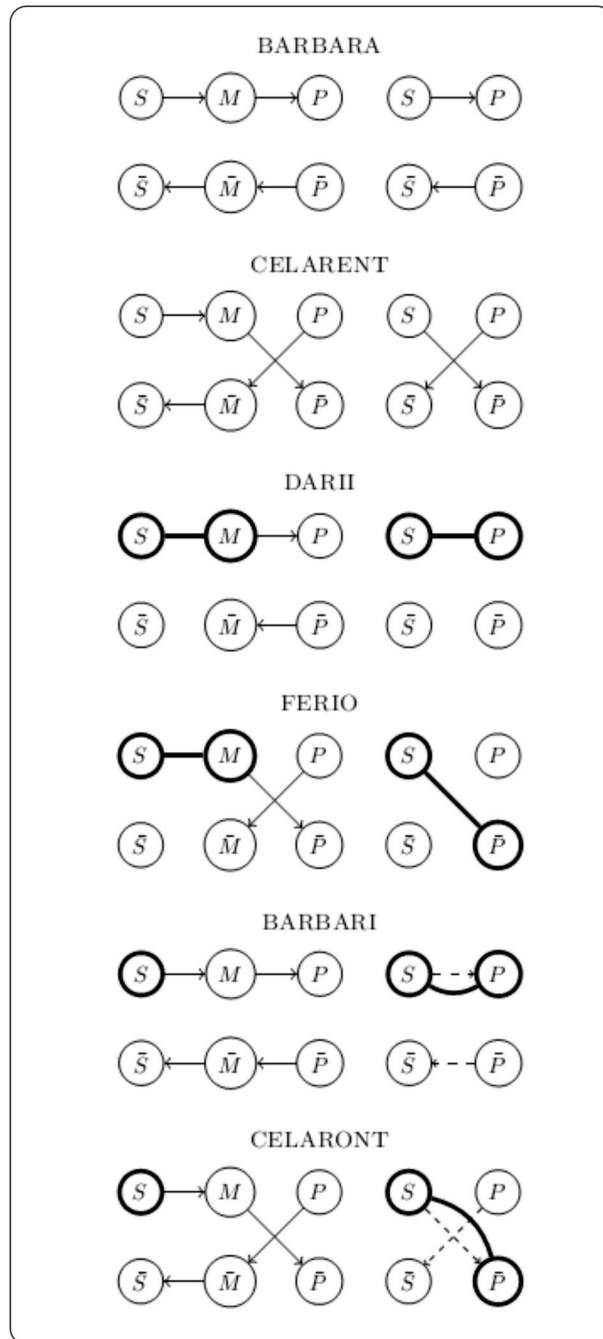 BARBARA
S M P S P
S̄ M̄ P̄ S̄ P̄
CELARENT
S M P S P
S̄ M̄ P̄ S̄ P̄
DARII
S M P S P
S̄ M̄ P̄ S̄ P̄
FERIO
S M P S P
S̄ M̄ P̄ S̄ P̄
BARBARI
S M P S P
S̄ M̄ P̄ S̄ P̄
CELARONT
S M P S P
S̄ M̄ P̄ S̄ P̄